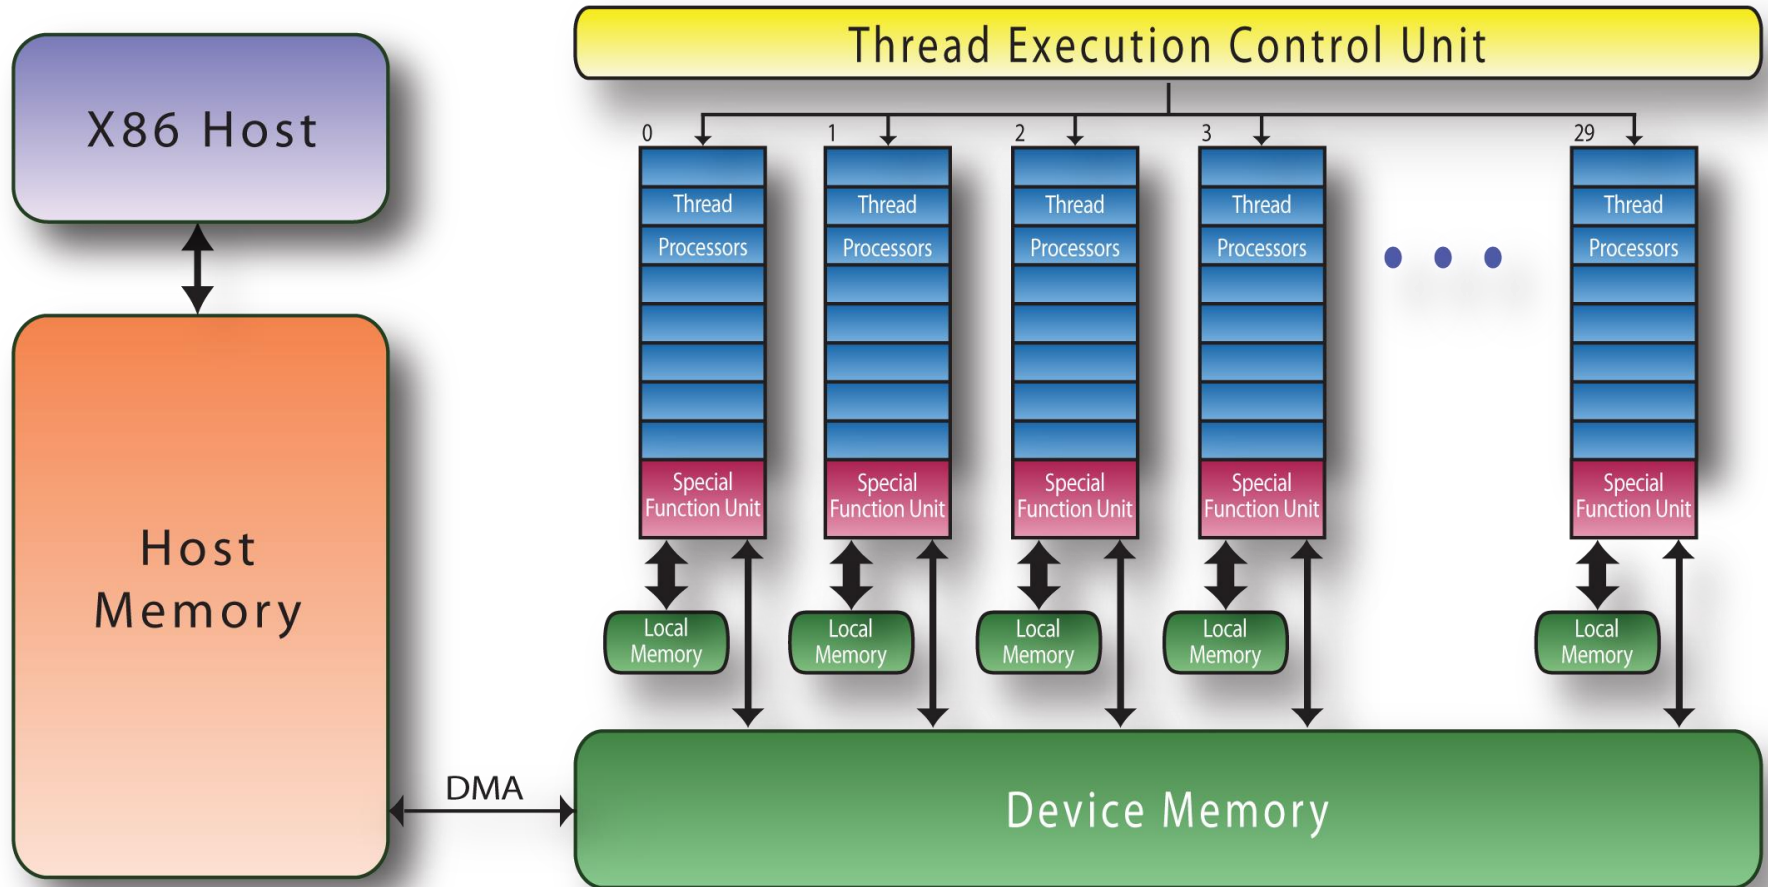 Thread Execution Control Unit
X86 Host
0
1
2
3
29
Thread
Processors
Thread
Processors
Thread
Processors
Thread
Processors
Thread
Processors
Special
Function Unit
Special
Function Unit
Special
Function Unit
Special
Function Unit
Special
Function Unit
Host
Memory
Local
Memory
Local
Memory
Local
Memory
Local
Memory
Local
Memory
DMA
Device Memory